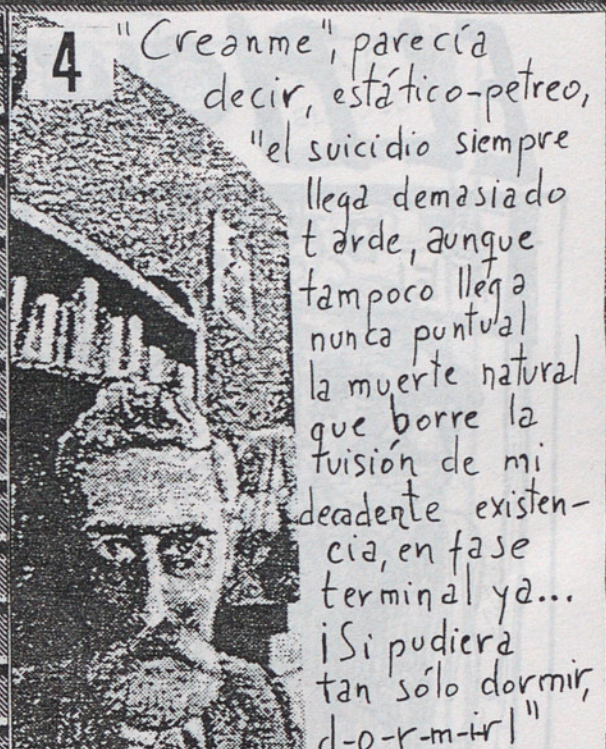 4
"Creanme", parecía
decir, estático-petreo,
"el suicidio siempre
llega demasiado
tarde, aunque
tampoco llega
nunca puntual
la muerte natural
que borre la
tuisión de mi
decadente existen-
cia, en fase
terminal ya...
¡Si pudiera
tan sólo dormir,
d-o-r-m-ir!"